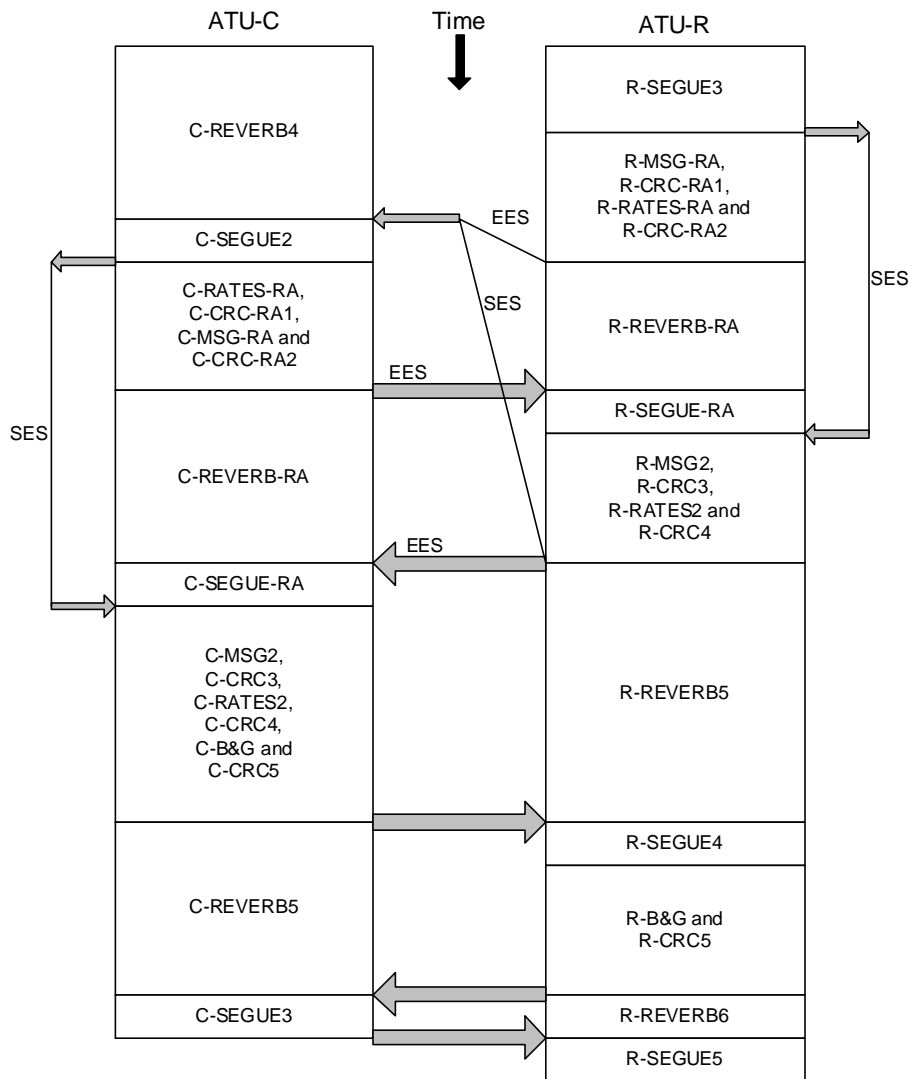 ATU-C
Time
ATU-R
C-REVERB4
R-SEGUE3
R-MSG-RA,
R-CRC-RA1,
R-RATES-RA and
R-CRC-RA2
EES
C-SEGUE2
SES
C-RATES-RA,
C-CRC-RA1,
C-MSG-RA and
C-CRC-RA2
SES
R-REVERB-RA
EES
R-SEGUE-RA
SES
C-REVERB-RA
R-MSG2,
R-CRC3,
R-RATES2 and
R-CRC4
EES
C-SEGUE-RA
C-MSG2,
C-CRC3,
C-RATES2,
C-CRC4,
C-B&G and
C-CRC5
R-REVERB5
R-SEGUE4
C-REVERB5
R-B&G and
R-CRC5
C-SEGUE3
R-REVERB6
R-SEGUE5